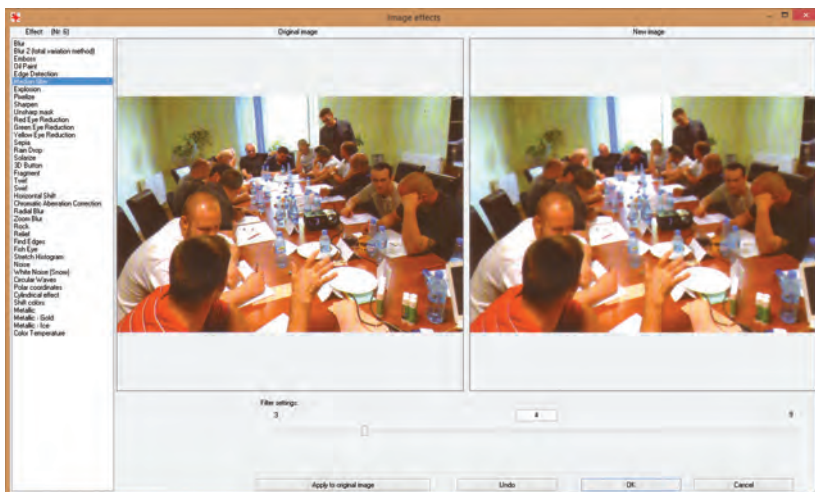 Image effects
Effect: (Nr. 6)
Original image
New image
Blur
Blur 2 (total variation method)
Emboss
Oil Paint
Edge Detection
Median filter
Explosion
Pixelize
Sharpen
Unsharp mask
Red Eye Reduction
Green Eye Reduction
Yellow Eye Reduction
Sepia
Rain Drop
Solarize
3D Button
Fragment
Twirl
Swirl
Horizontal Shift
Chromatic Aberration Correction
Radial Blur
Zoom Blur
Rock
Relief
Find Edges
Fish Eye
Stretch Histogram
Noise
White Noise (Snow)
Circular Waves
Polar coordinates
Cylindrical effect
Shift colors
Metallic
Metallic - Gold
Metallic - Ice
Color Temperature
Filter settings:
3
4
9
Apply to original image
Undo
OK
Cancel